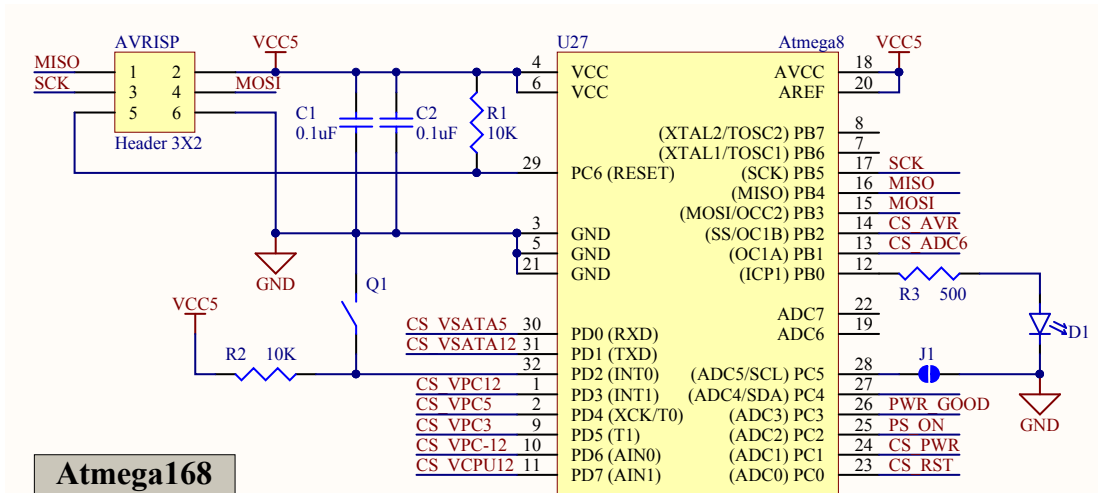 AVRISP
MISO 1 2 VCC5
SCK 3 4 MOSI
5 6
Header 3X2
C1
0.1uF
C2
0.1uF
R1
10K
U27
Atmega8
VCC5
4 VCC
6 VCC
29 PC6 (RESET)
3 GND
5 GND
21 GND
GND
Q1
VCC5
R2 10K
CS_VSATA5 30 PD0 (RXD)
CS_VSATA12 31 PD1 (TXD)
32 PD2 (INT0)
CS_VPC12 1 PD3 (INT1)
CS_VPC5 2 PD4 (XCK/T0)
CS_VPC3 9 PD5 (T1)
CS_VPC-12 10 PD6 (AIN0)
CS_VCPU12 11 PD7 (AIN1)
AVCC 18
AREF 20
(XTAL2/TOSC2) PB7 8
(XTAL1/TOSC1) PB6 7
(SCK) PB5 17 SCK
(MISO) PB4 16 MISO
(MOSI/OCC2) PB3 15 MOSI
(SS/OC1B) PB2 14 CS_AVR
(OC1A) PB1 13 CS_ADC6
(ICP1) PB0 12
R3 500
ADC7 22
ADC6 19
D1
(ADC5/SCL) PC5 28 J1
(ADC4/SDA) PC4 27
(ADC3) PC3 26 PWR_GOOD
(ADC2) PC2 25 PS_ON
(ADC1) PC1 24 CS_PWR
(ADC0) PC0 23 CS_RST
GND
Atmega168